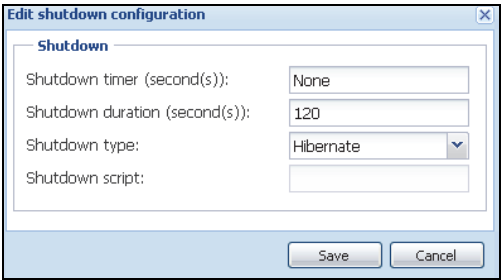 Edit shutdown configuration
Shutdown
Shutdown timer (second(s)): None
Shutdown duration (second(s)): 120
Shutdown type: Hibernate
Shutdown script:
Save Cancel